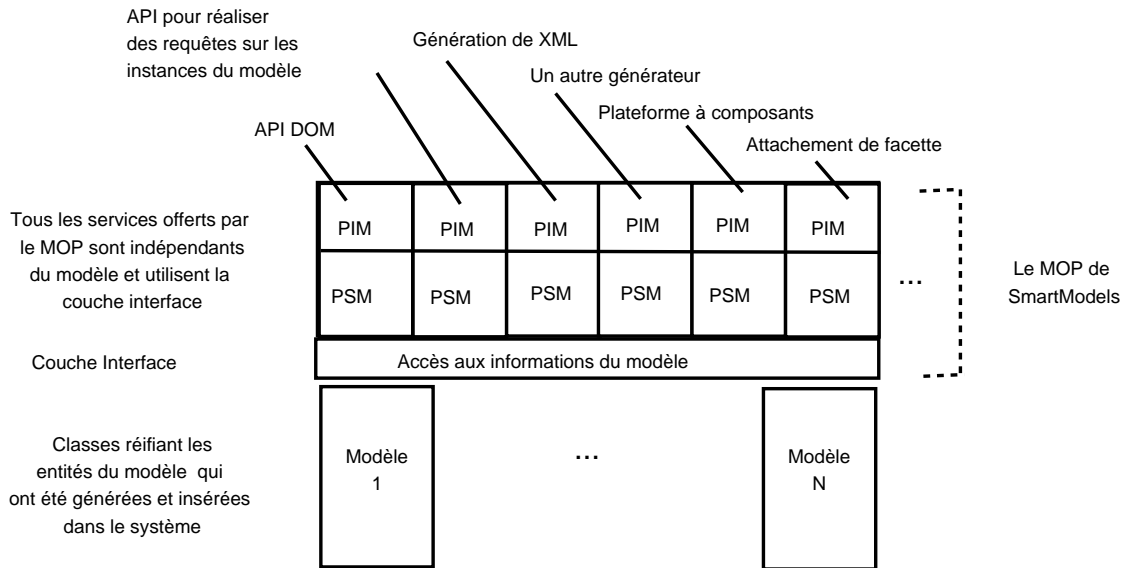 API pour réaliser
des requêtes sur les
instances du modèle
Génération de XML
Un autre générateur
Plateforme à composants
API DOM
Attachement de facette
Tous les services offerts par
le MOP sont indépendants
du modèle et utilisent la
couche interface
PIM PIM PIM PIM PIM PIM
PSM PSM PSM PSM PSM PSM
...
Le MOP de
SmartModels
Couche Interface
Accès aux informations du modèle
Classes réifiant les
entités du modèle qui
ont été générées et insérées
dans le système
Modèle
1
...
Modèle
N